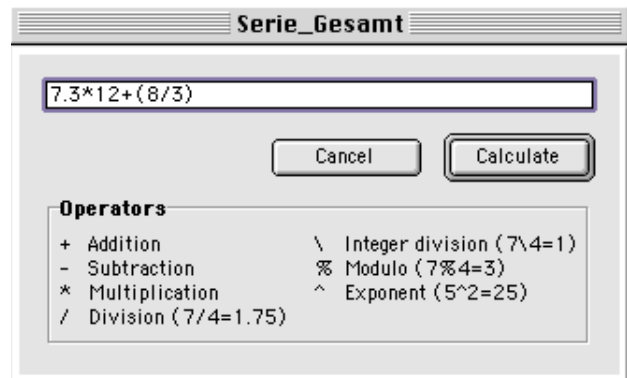 Serie_Gesamt
7.3*12+(8/3)
Cancel
Calculate
Operators
+ Addition
- Subtraction
* Multiplication
/ Division (7/4=1.75)
\ Integer division (7\4=1)
% Modulo (7%4=3)
^ Exponent (5^2=25)